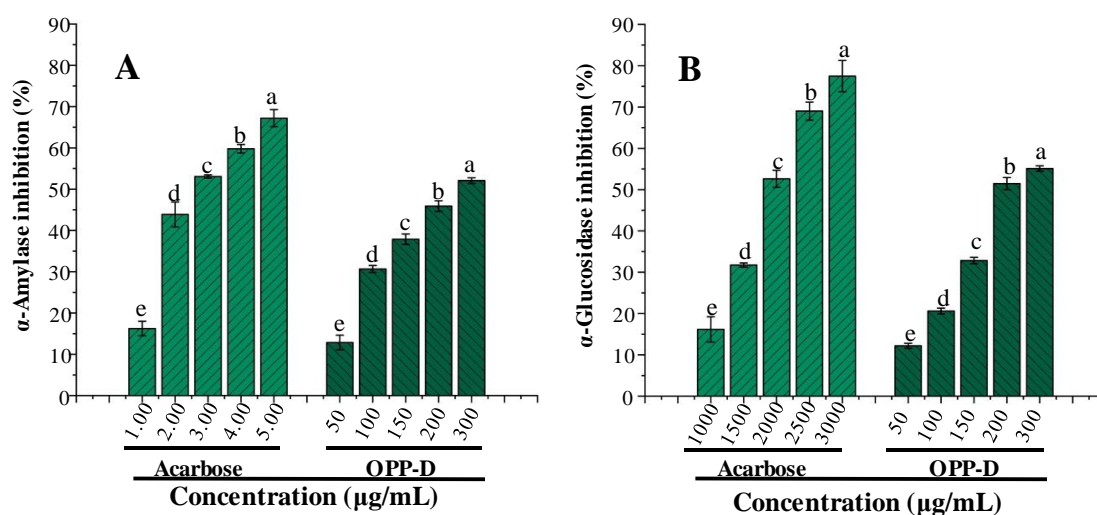 A
α-Amylase inhibition (%)
90
80
70
60
50
40
30
20
10
0
e
d
c
b
a
e
d
c
b
a
1.00
2.00
3.00
4.00
5.00
50
100
150
200
300
Acarbose
OPP-D
Concentration (µg/mL)
B
α-Glucosidase inhibition (%)
90
80
70
60
50
40
30
20
10
0
e
d
c
b
a
e
d
c
b
a
1000
1500
2000
2500
3000
50
100
150
200
300
Acarbose
OPP-D
Concentration (µg/mL)